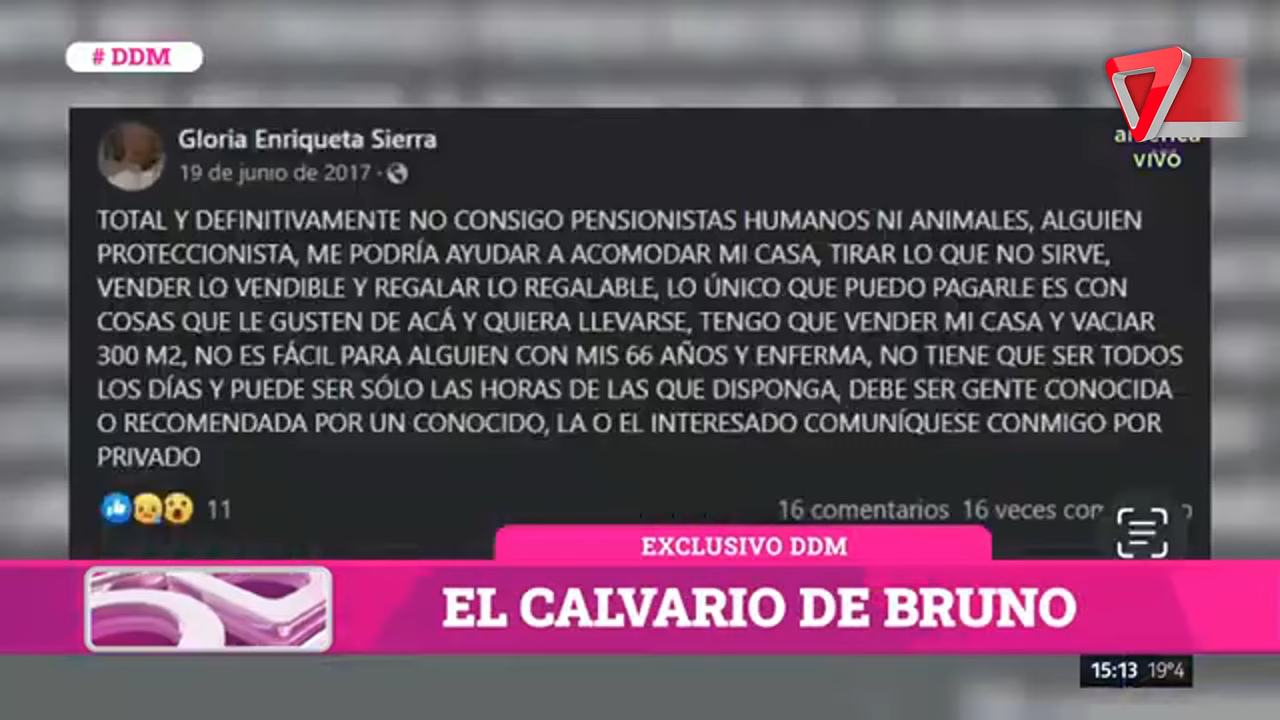 # DDM
Gloria Enriqueta Sierra
19 de junio de 2017
VIVO
TOTAL Y DEFINITIVAMENTE NO CONSIGO PENSIONISTAS HUMANOS NI ANIMALES, ALGUIEN
PROTECCIONISTA, ME PODRÍA AYUDAR A ACOMODAR MI CASA, TIRAR LO QUE NO SIRVE,
VENDER LO VENDIBLE Y REGALAR LO REGALABLE, LO ÚNICO QUE PUEDO PAGARLE ES CON
COSAS QUE LE GUSTEN DE ACÁ Y QUIERA LLEVARSE, TENGO QUE VENDER MI CASA Y VACIAR
300 M2, NO ES FÁCIL PARA ALGUIEN CON MIS 66 AÑOS Y ENFERMA, NO TIENE QUE SER TODOS
LOS DÍAS Y PUEDE SER SÓLO LAS HORAS DE LAS QUE DISPONGA, DEBE SER GENTE CONOCIDA
O RECOMENDADA POR UN CONOCIDO, LA O EL INTERESADO COMUNÍQUESE CONMIGO POR
PRIVADO
11
16 comentarios 16 veces
EXCLUSIVO DDM
EL CALVARIO DE BRUNO
15:13 19°4